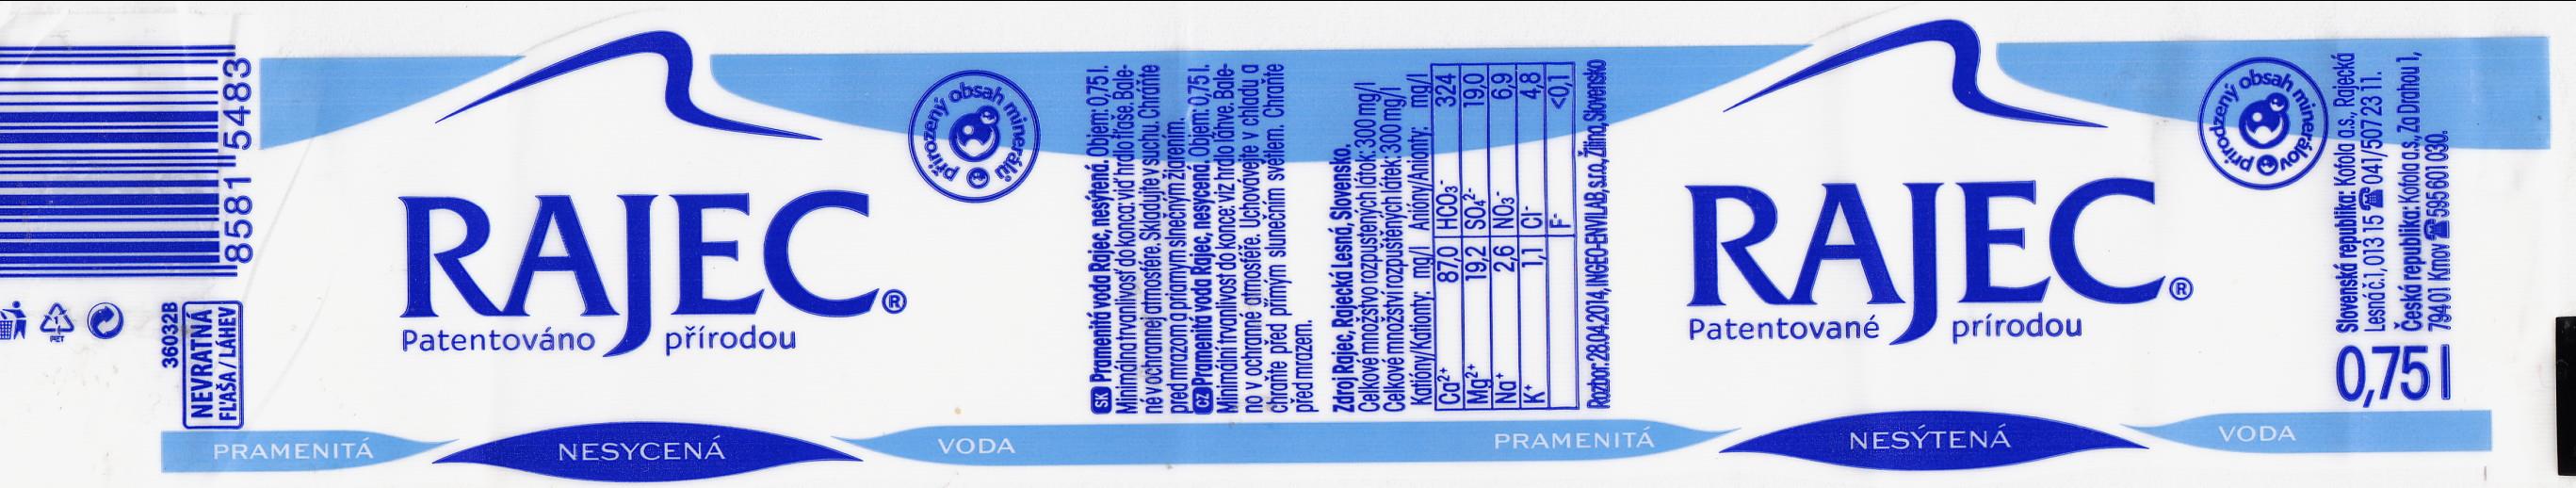 8581 15483
360032B
NEVRATNÁ
FĽAŠA/LÁHEV
PET
RAJEC®
Patentováno přírodou
PRAMENITÁ NESYCENÁ VODA
přirozený obsah minerálů
SK Pramenitá voda Rajec, nesýtená. Objem: 0,75 l.
Minimálna trvanlivosť do konca: viď hrdlo fľaše. Bale-
né v ochrannej atmosfére. Skladujte v suchu. Chráňte
pred mrazom a priamym slnečným žiarením.
CZ Pramenitá voda Rajec, nesycená. Objem: 0,75 l.
Minimální trvanlivost do konce: viz hrdlo láhve. Bale-
no v ochranné atmosféře. Uchovávejte v chladu a
chraňte před přímým slunečním světlem. Chraňte
před mrazem.
Zdroj Rajec, Rajecká Lesná, Slovensko.
Celkové množstvo rozpustených látok: 300 mg/l
Celkové množství rozpuštěných látek: 300 mg/l
Katióny/Kationty: mg/l Anióny/Anionty: mg/l
Ca²⁺ 87,0 HCO₃⁻ 324
Mg²⁺ 19,2 SO₄²⁻ 19,0
Na⁺ 2,6 NO₃⁻ 6,9
K⁺ 1,1 Cl⁻ 4,8
F⁻ <0,1
Rozbor: 28.04.2014, INGEO-ENVILAB, s.r.o., Žilina, Slovensko
RAJEC®
Patentované prírodou
PRAMENITÁ NESÝTENÁ VODA
prirodzený obsah minerálov
Slovenská republika: Kofola a.s., Rajecká
Lesná č.1, 013 15 ☎ 041/507 23 11.
Česká republika: Kofola a.s., Za Drahou 1,
794 01 Krnov ☎ 595 601 030.
0,75 l